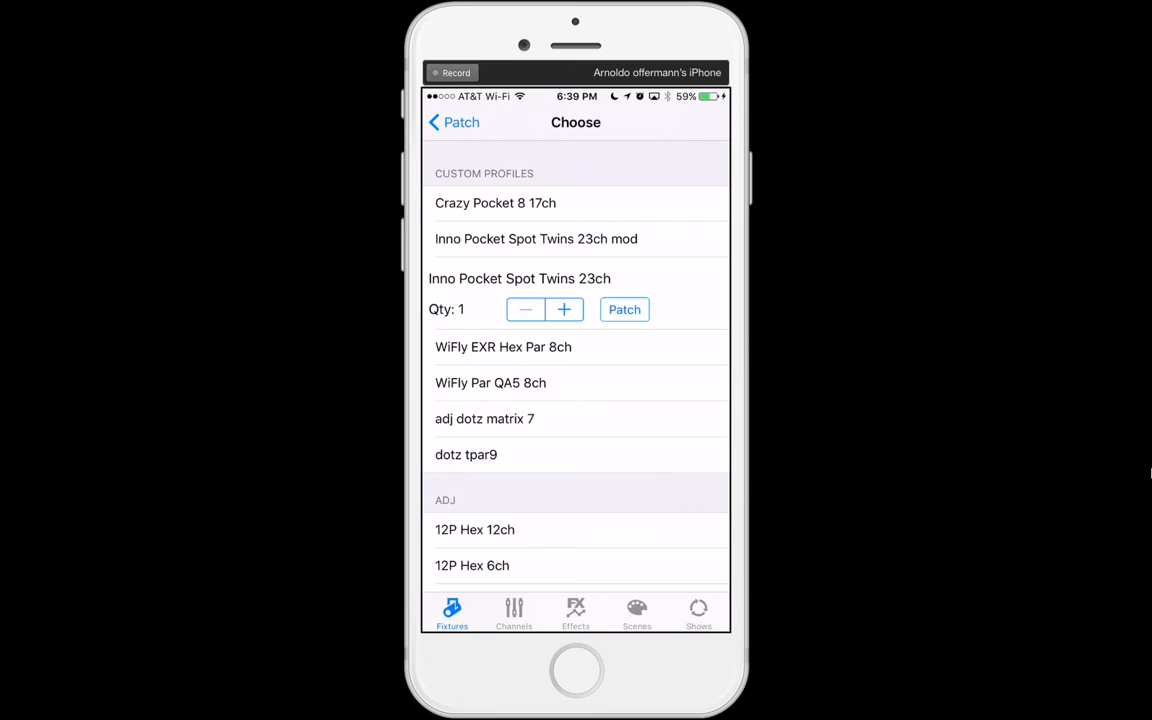 Record
Arnoldo offermann's iPhone
AT&T Wi-Fi 6:39 PM 59%
Patch Choose
CUSTOM PROFILES
Crazy Pocket 8 17ch
Inno Pocket Spot Twins 23ch mod
Inno Pocket Spot Twins 23ch
Qty: 1 − + Patch
WiFly EXR Hex Par 8ch
WiFly Par QA5 8ch
adj dotz matrix 7
dotz tpar9
ADJ
12P Hex 12ch
12P Hex 6ch
FX
Fixtures Channels Effects Scenes Shows